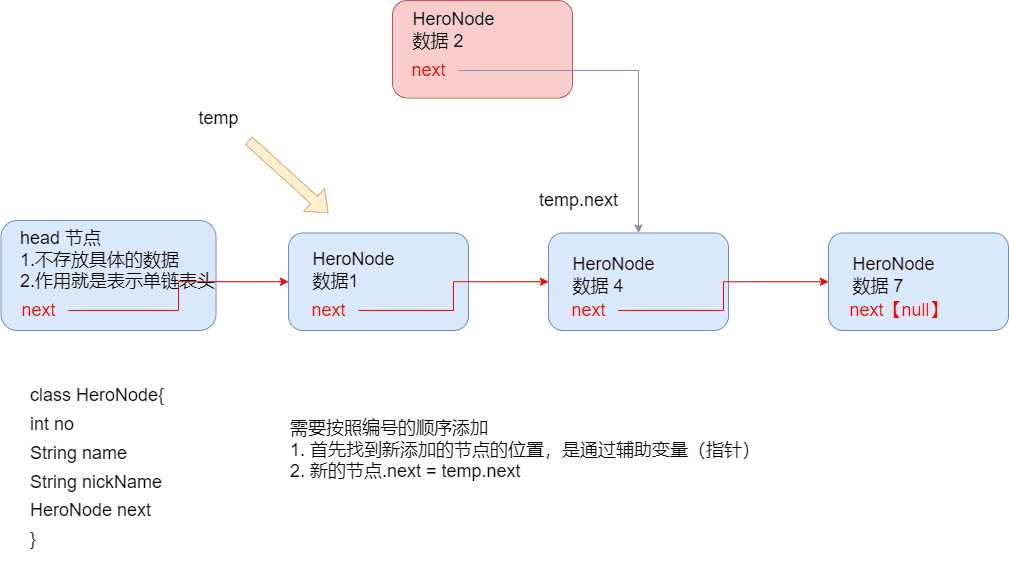 HeroNode
数据 2
next
temp
temp.next
head 节点
1.不存放具体的数据
2.作用就是表示单链表头
next
HeroNode
数据1
next
HeroNode
数据 4
next
HeroNode
数据 7
next【null】
class HeroNode{
int no
String name
String nickName
HeroNode next
}
需要按照编号的顺序添加
1. 首先找到新添加的节点的位置，是通过辅助变量（指针）
2. 新的节点.next = temp.next